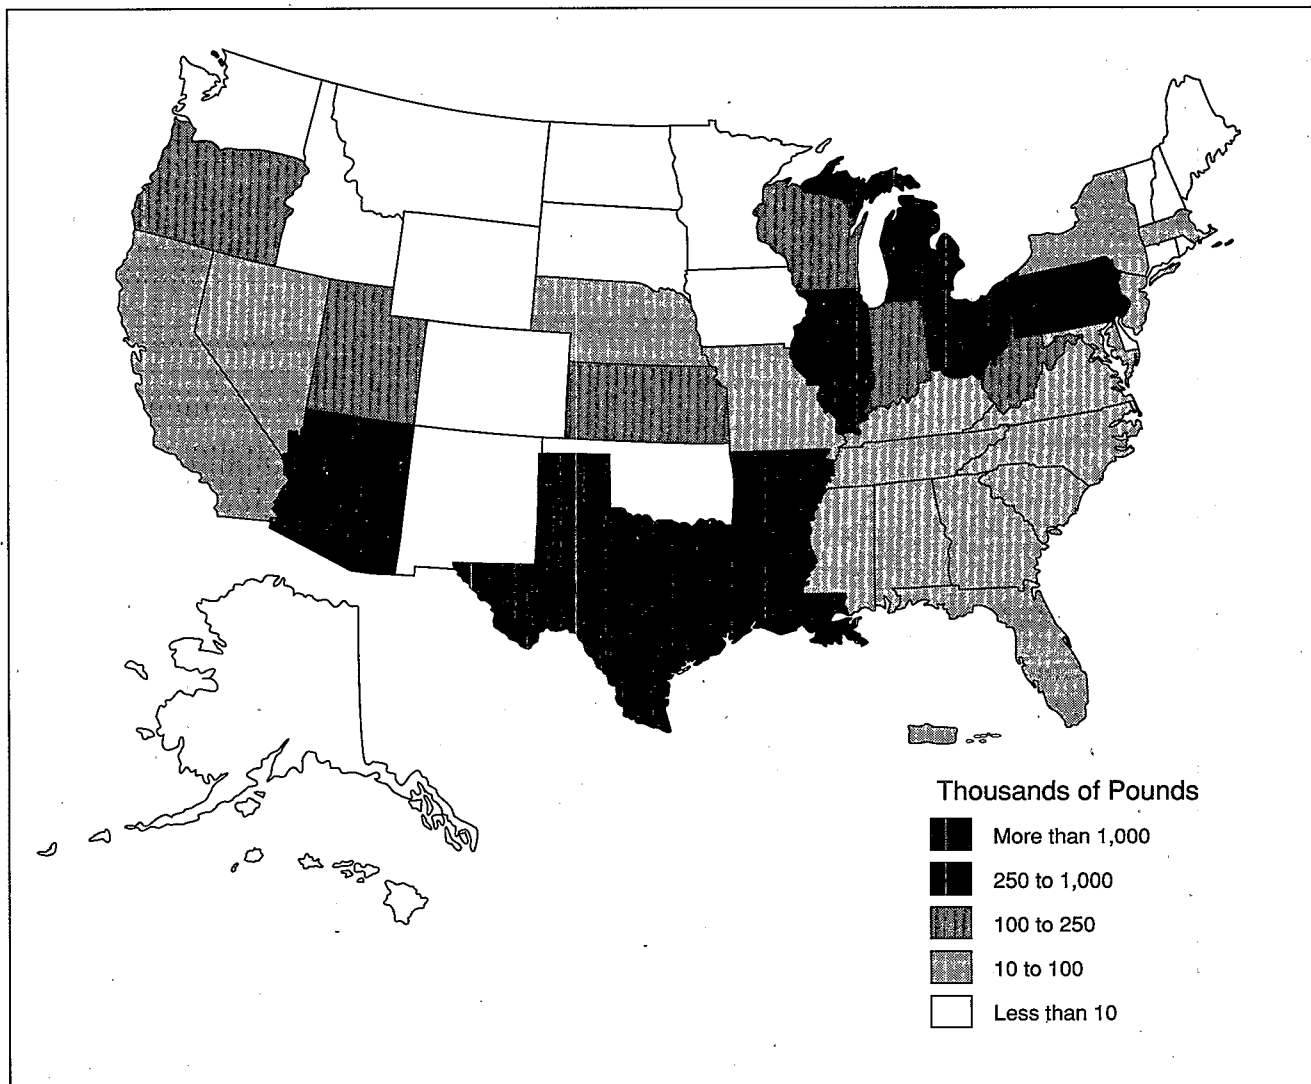 Thousands of Pounds
More than 1,000
250 to 1,000
100 to 250
10 to 100
Less than 10